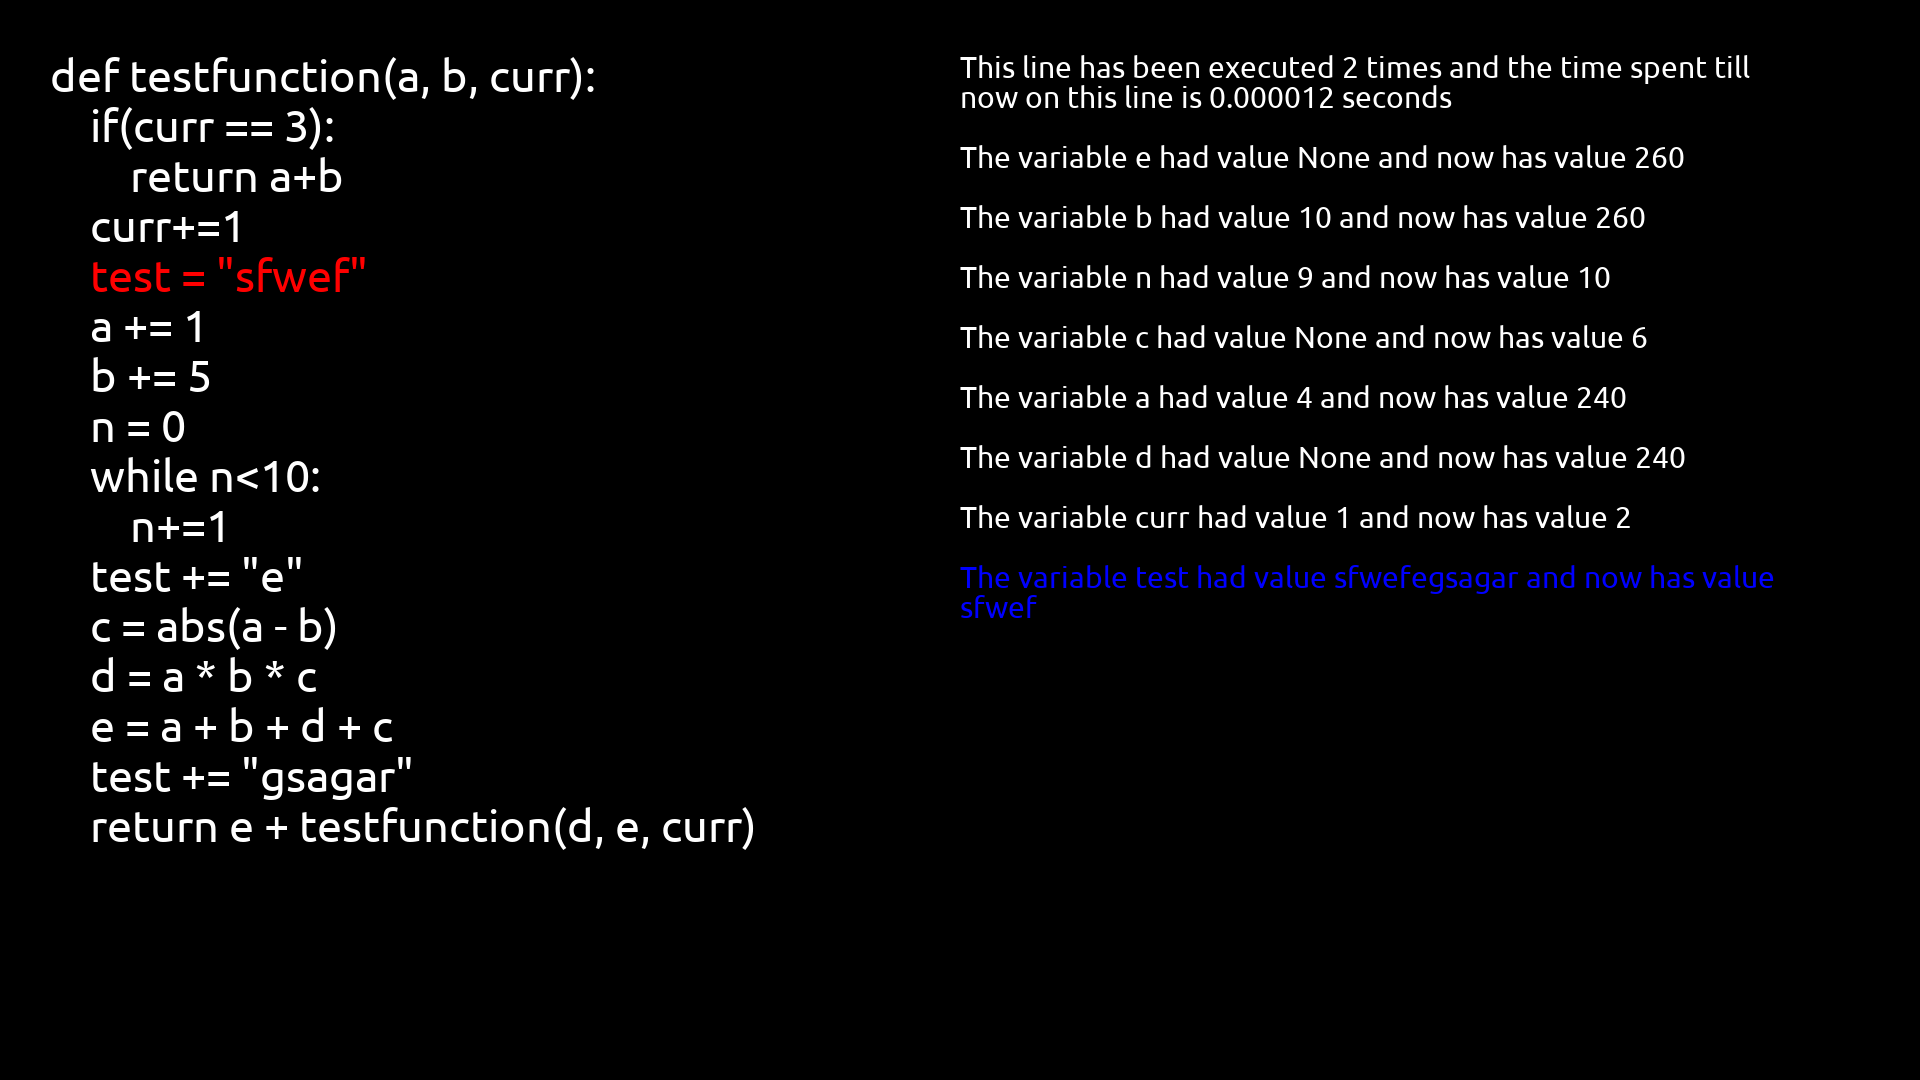 def testfunction(a, b, curr):
    if(curr == 3):
        return a+b
    curr+=1
    test = "sfwef"
    a += 1
    b += 5
    n = 0
    while n<10:
        n+=1
    test += "e"
    c = abs(a - b)
    d = a * b * c
    e = a + b + d + c
    test += "gsagar"
    return e + testfunction(d, e, curr)
This line has been executed 2 times and the time spent till
now on this line is 0.000012 seconds
The variable e had value None and now has value 260
The variable b had value 10 and now has value 260
The variable n had value 9 and now has value 10
The variable c had value None and now has value 6
The variable a had value 4 and now has value 240
The variable d had value None and now has value 240
The variable curr had value 1 and now has value 2
The variable test had value sfwefegsagar and now has value
sfwef